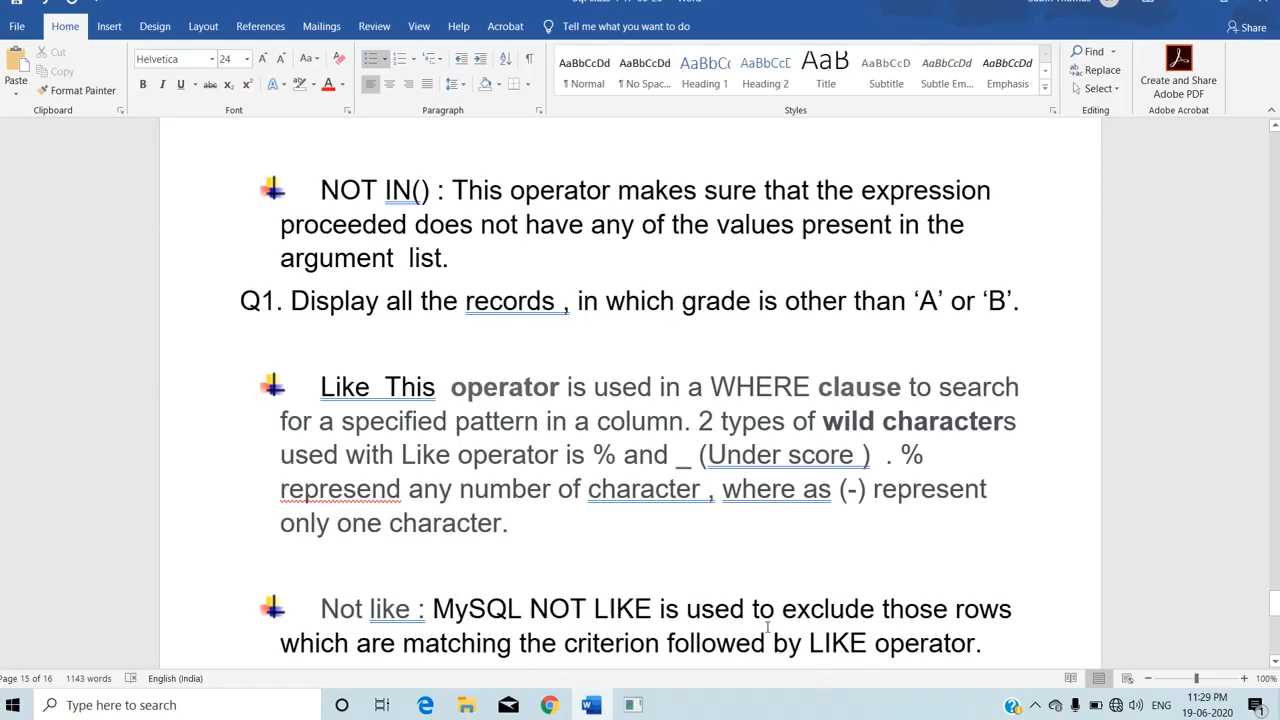 File Home Insert Design Layout References Mailings Review View Help Acrobat Tell me what you want to do Share
Paste Cut Copy Format Painter Clipboard
Helvetica 24 Aa B I U abc x₂ x² A A Font
Paragraph
AaBbCcDd AaBbCcDd AaBbCc AaBbCcD AaB AaBbCcD AaBbCcDd AaBbCcDd
¶ Normal ¶ No Spac... Heading 1 Heading 2 Title Subtitle Subtle Em... Emphasis
Styles
Find Replace Select Editing
Create and Share Adobe PDF Adobe Acrobat
NOT IN() : This operator makes sure that the expression
proceeded does not have any of the values present in the
argument list.
Q1. Display all the records , in which grade is other than ‘A’ or ‘B’.
Like This operator is used in a WHERE clause to search
for a specified pattern in a column. 2 types of wild characters
used with Like operator is % and _ (Under score ) . %
represend any number of character , where as (-) represent
only one character.
Not like : MySQL NOT LIKE is used to exclude those rows
which are matching the criterion followed by LIKE operator.
Page 15 of 16 1143 words English (India) 100%
Type here to search
ENG 11:29 PM
19-06-2020